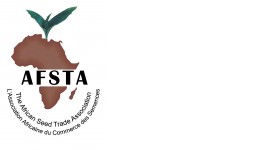 AFSTA
The African Seed Trade Association
L'Association Africaine du Commerce des Semences